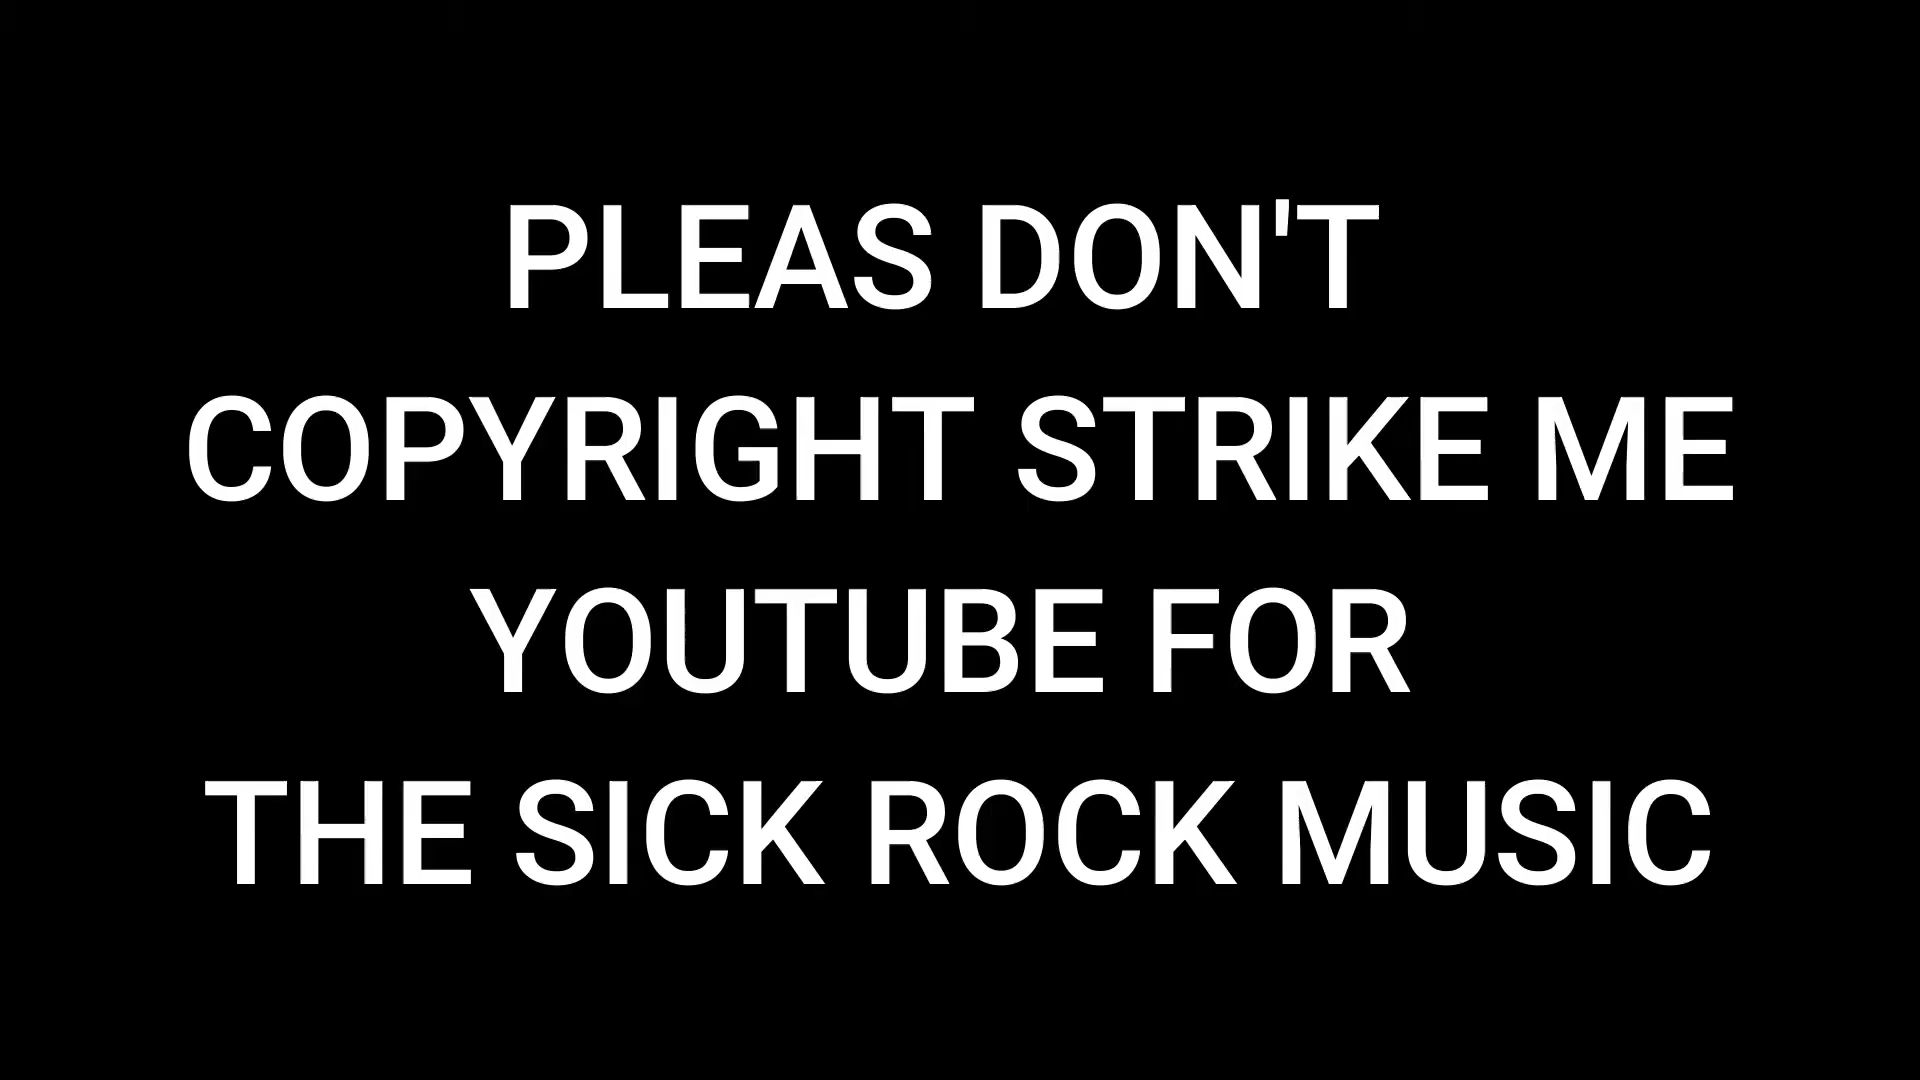 PLEAS DON'T
COPYRIGHT STRIKE ME
YOUTUBE FOR
THE SICK ROCK MUSIC